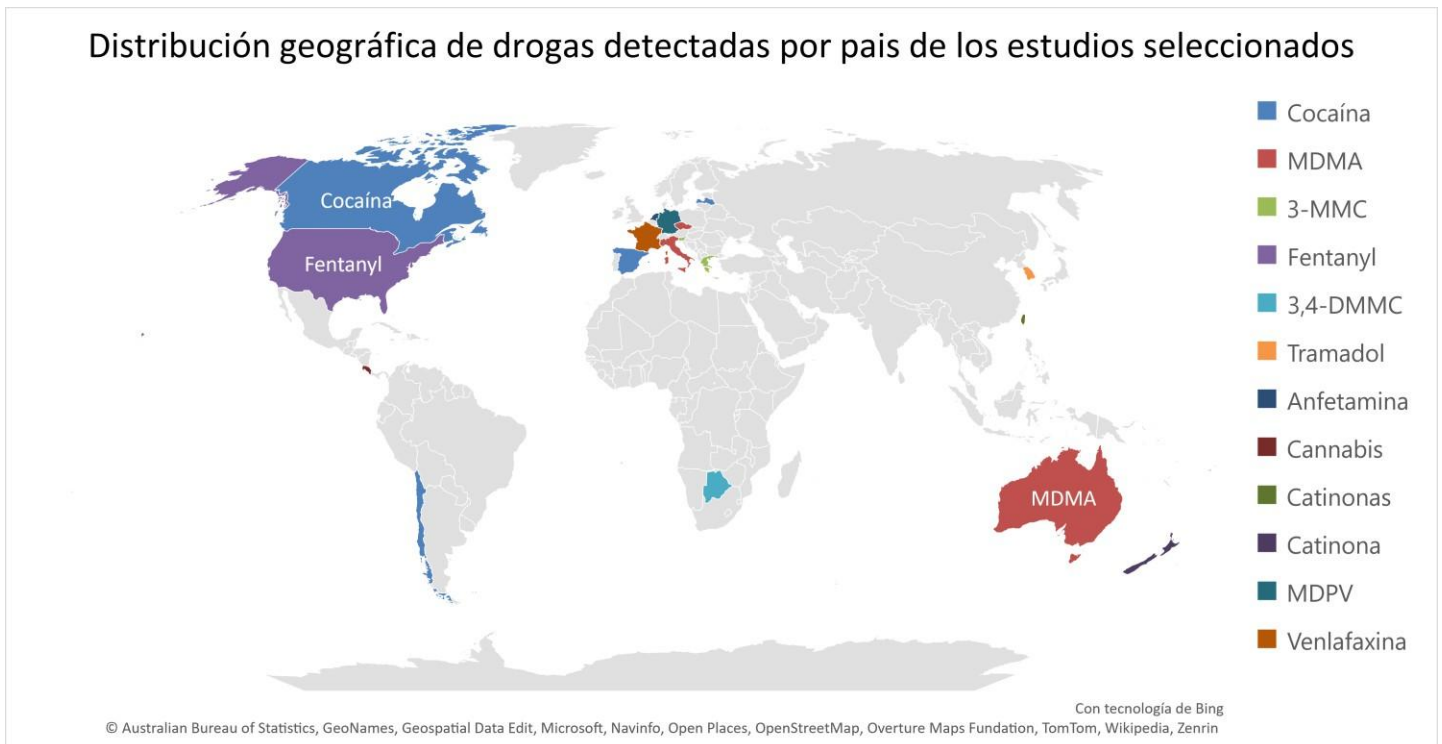 Distribución geográfica de drogas detectadas por pais de los estudios seleccionados
Cocaína
Fentanyl
MDMA
Cocaína
MDMA
3-MMC
Fentanyl
3,4-DMMC
Tramadol
Anfetamina
Cannabis
Catinonas
Catinona
MDPV
Venlafaxina
Con tecnología de Bing
© Australian Bureau of Statistics, GeoNames, Geospatial Data Edit, Microsoft, Navinfo, Open Places, OpenStreetMap, Overture Maps Fundation, TomTom, Wikipedia, Zenrin